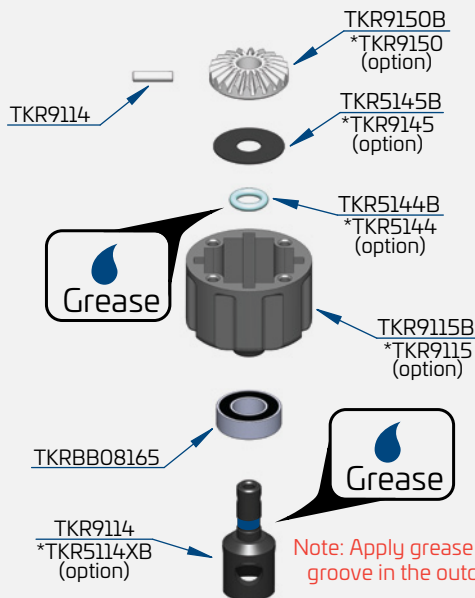 TKR9150B
*TKR9150
(option)
TKR9114
TKR5145B
*TKR9145
(option)
TKR5144B
*TKR5144
(option)
Grease
TKR9115B
*TKR9115
(option)
TKRBB08165
Grease
TKR9114
*TKR5114XB
(option)
Note: Apply grease
groove in the